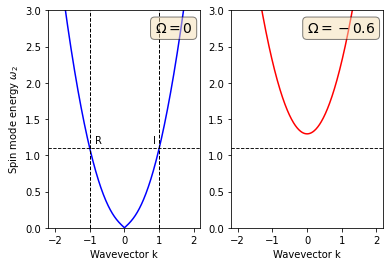 3.0
2.5
2.0
1.5
1.0
0.5
0.0
Spin mode energy ω₂
Ω = 0
R
I
−2 −1 0 1 2
Wavevector k
3.0
2.5
2.0
1.5
1.0
0.5
0.0
Ω = −0.6
−2 −1 0 1 2
Wavevector k